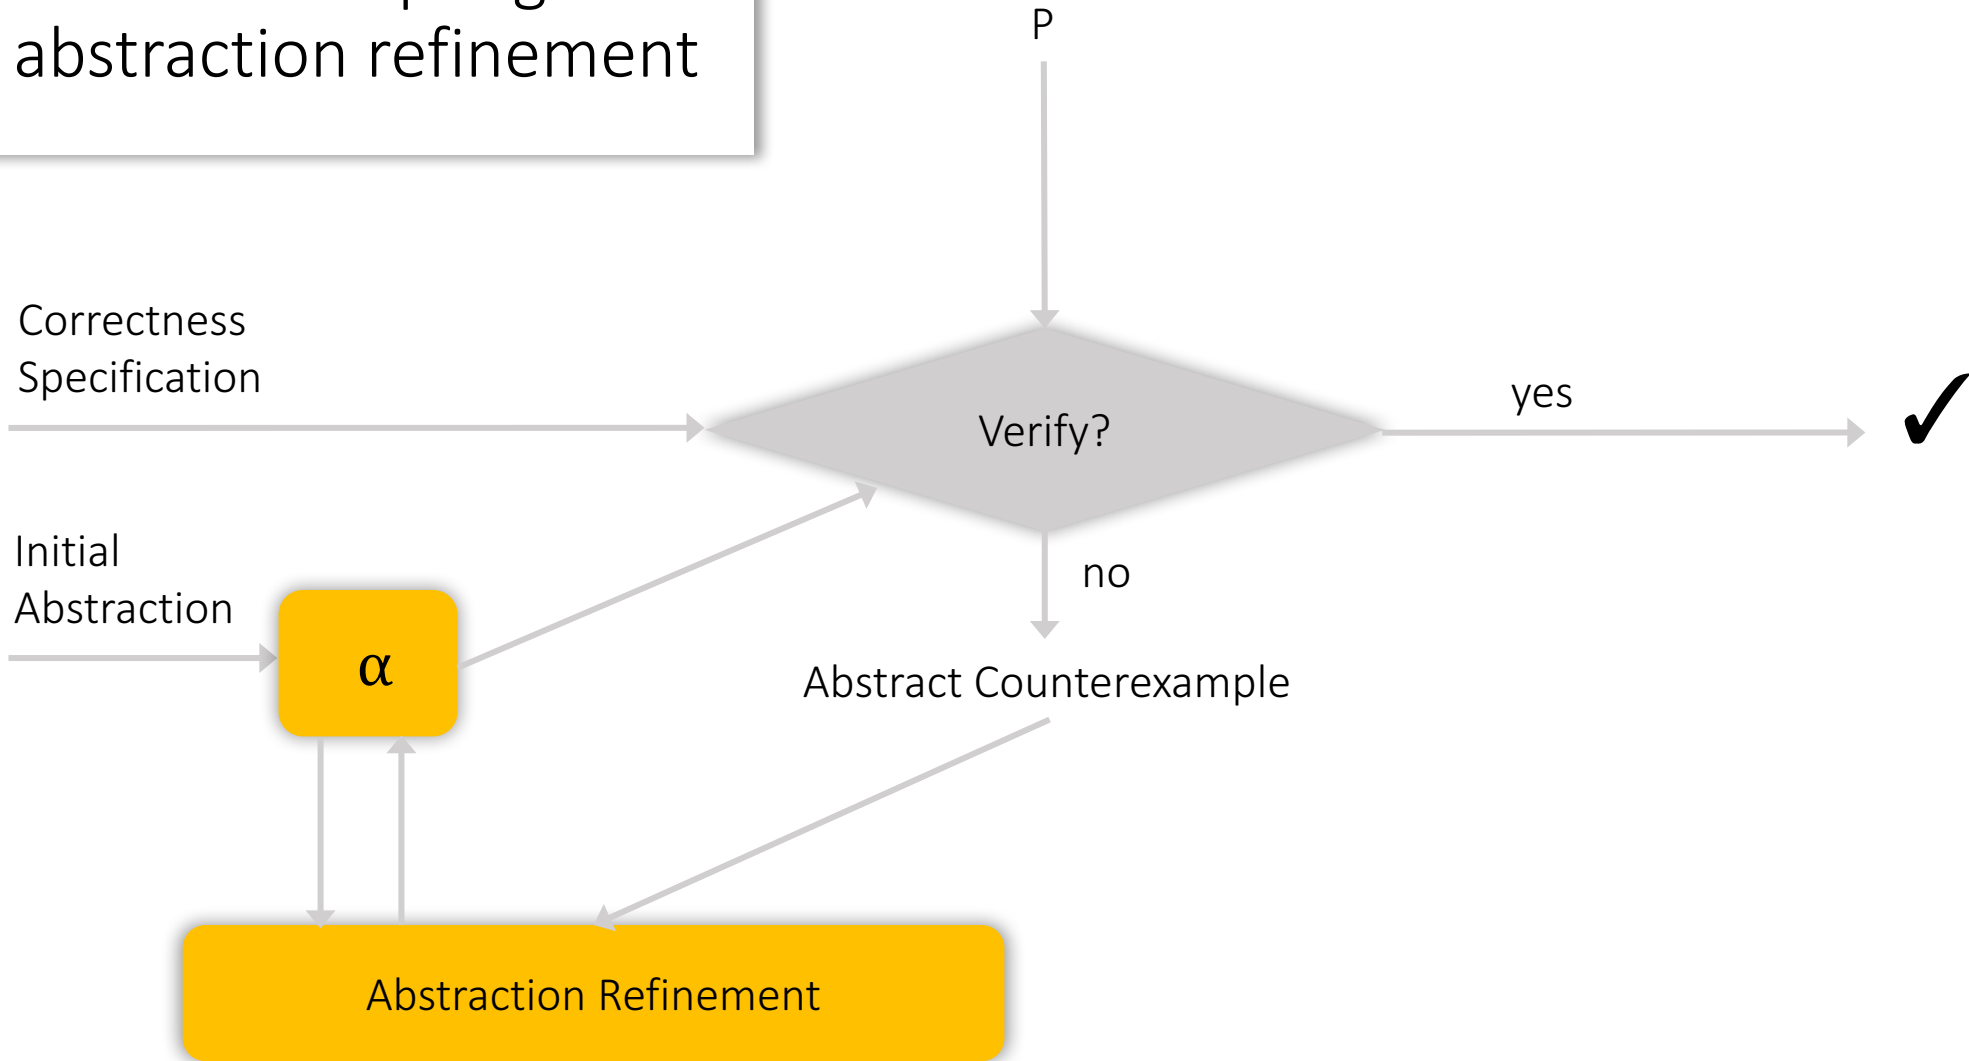 abstraction refinement
P
Correctness
Specification
Verify?
yes
✓
Initial
Abstraction
α
no
Abstract Counterexample
Abstraction Refinement